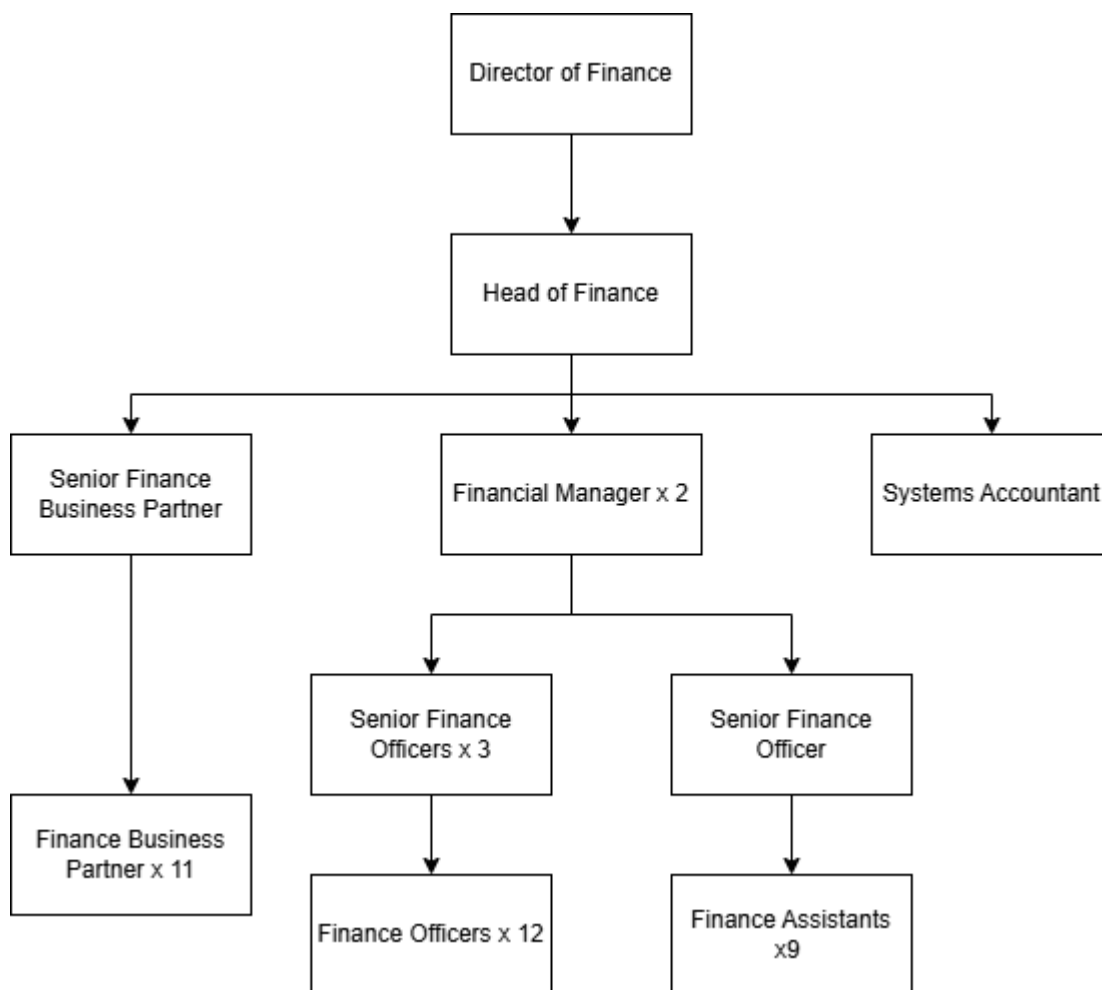 Director of Finance
Head of Finance
Senior Finance
Business Partner
Financial Manager x 2
Systems Accountant
Senior Finance
Officers x 3
Senior Finance
Officer
Finance Business
Partner x 11
Finance Officers x 12
Finance Assistants
x9